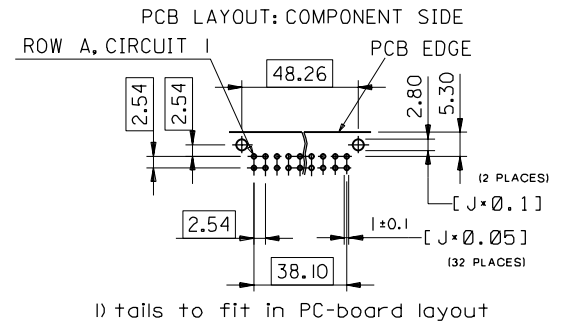 PCB LAYOUT: COMPONENT SIDE
ROW A, CIRCUIT 1
PCB EDGE
48.26
2.54
2.54
2.80
5.30
(2 PLACES)
[J×Ø.1]
2.54
1±0.1
[J×Ø.05]
(32 PLACES)
38.10
1) tails to fit in PC-board layout